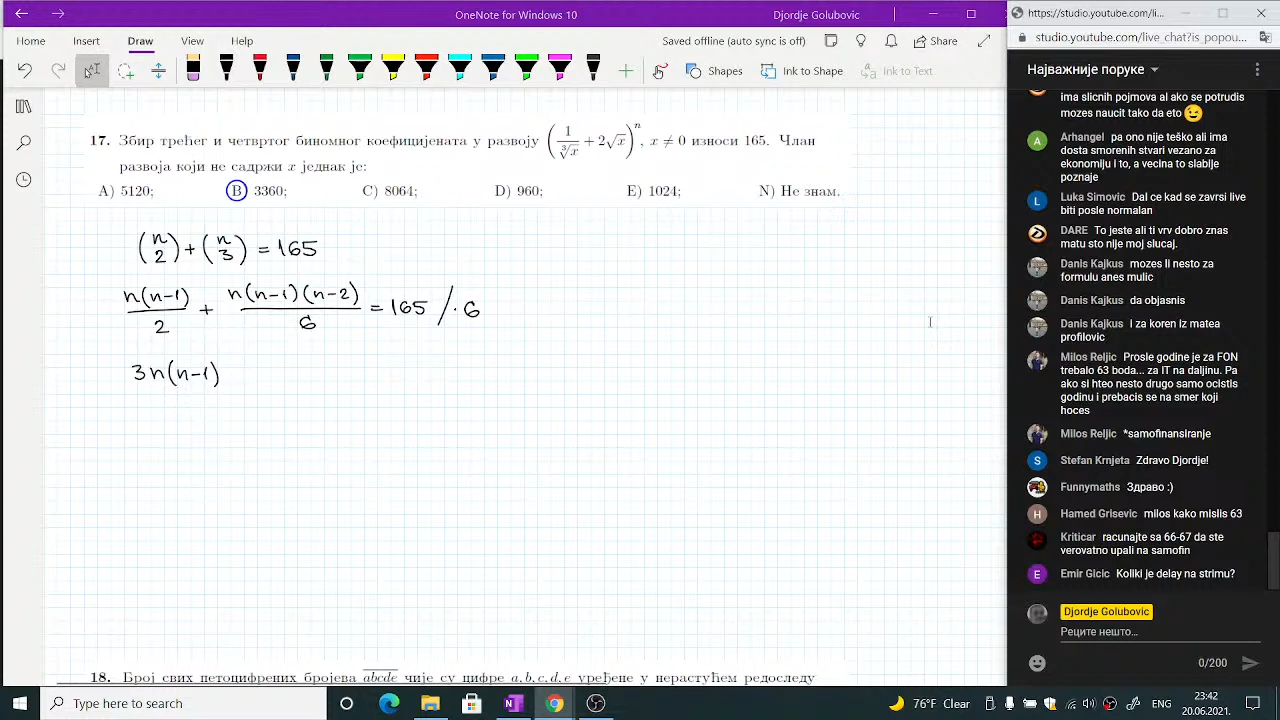 OneNote for Windows 10
Djordje Golubovic
Home Insert Draw View Help
Saved offline (auto sync is off)
Share
Shapes
Ink to Shape
Ink to Text
17. Збир трећег и четвртог биномног коефицијената у развоју (1/∛x + 2√x)^n, x ≠ 0 износи 165. Члан
развоја који не садржи x једнак је:
A) 5120; B) 3360; C) 8064; D) 960; E) 1024; N) Не знам.
(n 2) + (n 3) = 165
n(n-1)/2 + n(n-1)(n-2)/6 = 165 / · 6
3n(n-1)
18. Број свих петоцифрених бројева abcde чије су цифре a, b, c, d, e уређене у нерастућем редоследу
https://studio.youtube.com/li...
studio.youtube.com/live_chat?is_popou...
Најважније поруке
ima slicnih pojmova al ako se potrudis
mozes nauciti tako da eto
Arhangel pa ono nije teško ali ima
dosta smorenih stvari vezano za
ekonomiju i to, a vecina to slabije
poznaje
Luka Simovic Dal ce kad se zavrsi live
biti posle normalan
DARE To jeste ali ti vrv dobro znas
matu sto nije moj slucaj.
Danis Kajkus mozes ll nesto za
formulu anes mulic
Danis Kajkus da objasnis
Danis Kajkus I za koren iz matea
profilovic
Milos Reljic Prosle godine je za FON
trebalo 63 boda... za IT na daljinu. Pa
ako si hteo nesto drugo samo ocistis
godinu i prebacis se na smer koji
hoces
Milos Reljic *samofinansiranje
Stefan Krnjeta Zdravo Djordje!
Funnymaths Здраво :)
Hamed Grisevic milos kako mislis 63
Kriticar racunajte sa 66-67 da ste
verovatno upali na samofin
Emir Gicic Koliki je delay na strimu?
Djordje Golubovic
Реците нешто...
0/200
Type here to search
76°F Clear
23:42
20.06.2021.